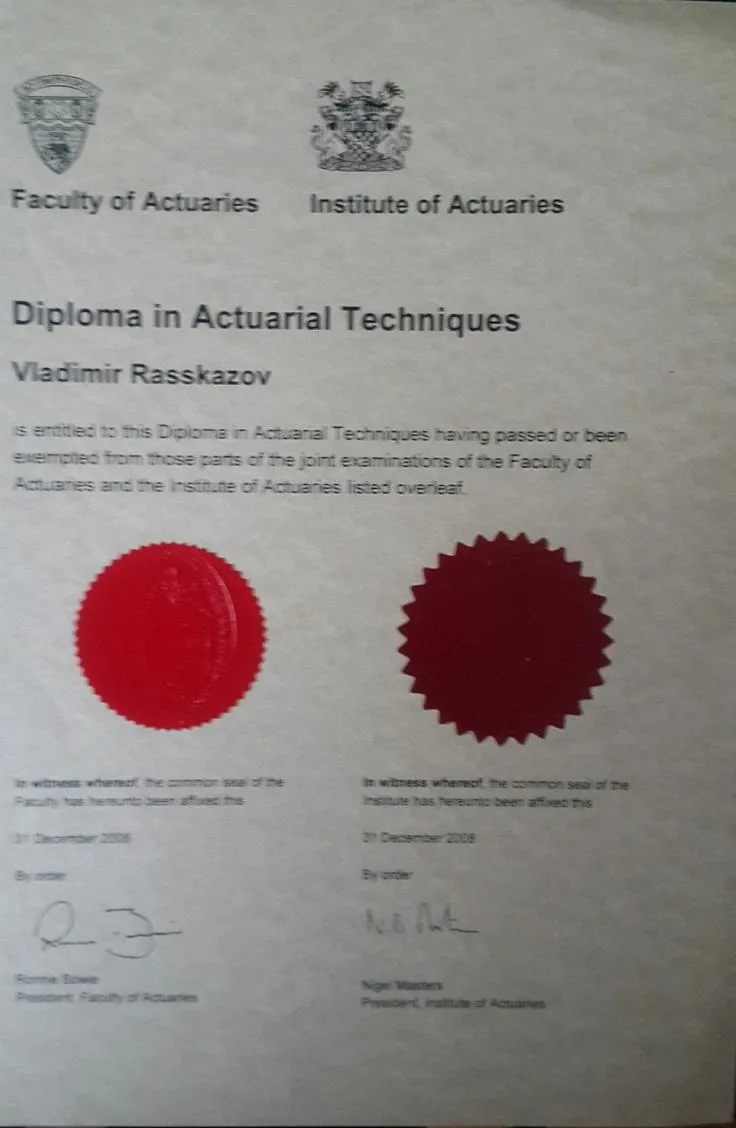 Faculty of Actuaries
Institute of Actuaries
Diploma in Actuarial Techniques
Vladimir Rasskazov
is entitled to this Diploma in Actuarial Techniques having passed or been
exempted from those parts of the joint examinations of the Faculty of
Actuaries and the Institute of Actuaries listed overleaf.
In witness whereof, the common seal of the
Faculty has hereunto been affixed this
31 December 2008
By order
Ronnie Bowie
President, Faculty of Actuaries
In witness whereof, the common seal of the
Institute has hereunto been affixed this
31 December 2008
By order
Nigel Masters
President, Institute of Actuaries